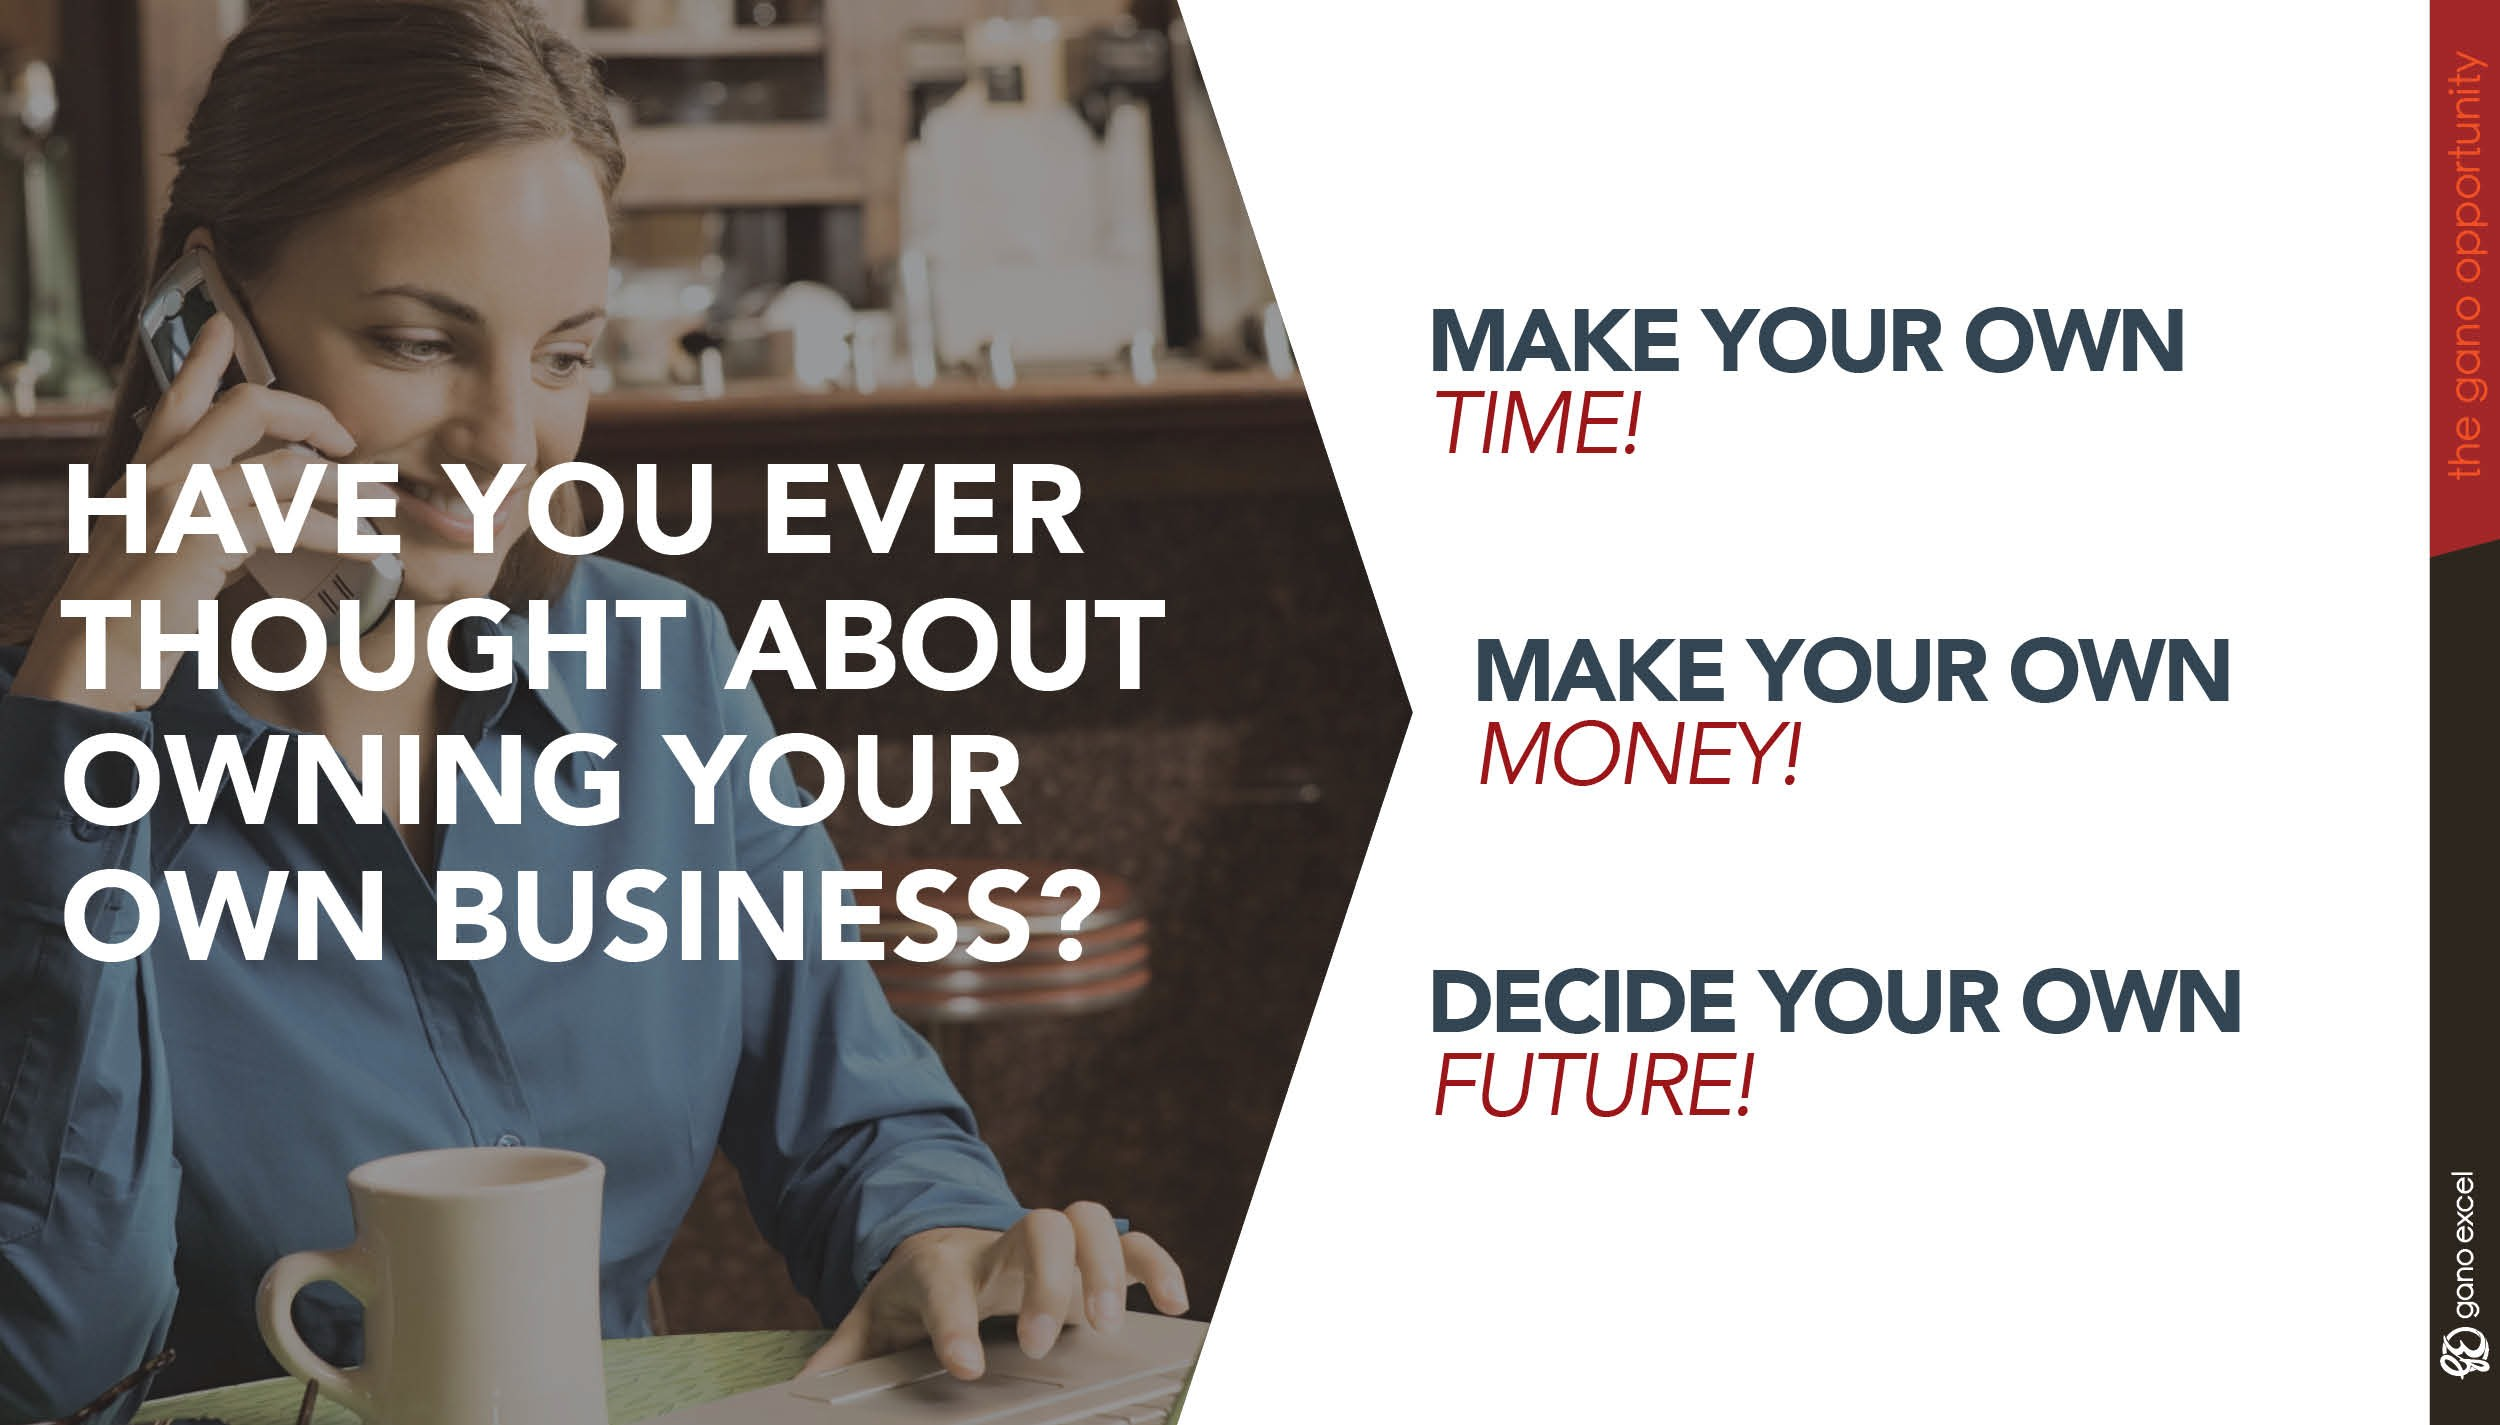 HAVE YOU EVER
THOUGHT ABOUT
OWNING YOUR
OWN BUSINESS?
MAKE YOUR OWN
TIME!
MAKE YOUR OWN
MONEY!
DECIDE YOUR OWN
FUTURE!
the gano opportunity
gano excel